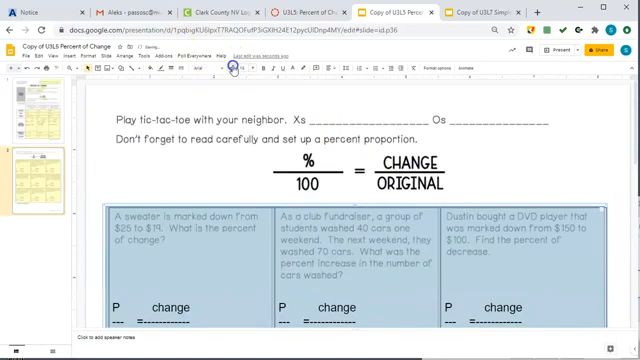 Notice
Aleks - passosc@
Clark County NV Log
U3L5: Percent of Ch
Copy of U3L5 Percen
Copy of U3L7 Simple
docs.google.com/presentation/d/
/edit#slide=id.p36
Copy of U3L5 Percent of Change
Saving...
File Edit View Insert Format Slide Arrange Tools Add-ons Poll Everywhere Help
Last edit was seconds ago
Present
Share
Arial
Format options Animate
Play tic-tac-toe with your neighbor. Xs ____________________ Os ________________
Don't forget to read carefully and set up a percent proportion.
% = CHANGE
100 ORIGINAL
A sweater is marked down from
$25 to $19. What is the percent
of change?
P change
--- =-----------
As a club fundraiser, a group of
students washed 40 cars one
weekend. The next weekend, they
washed 70 cars. What was the
percent increase in the number of
cars washed?
P change
--- =-----------
Dustin bought a DVD player that
was marked down from $150 to
$100. Find the percent of
decrease.
P change
--- =-----------
Click to add speaker notes